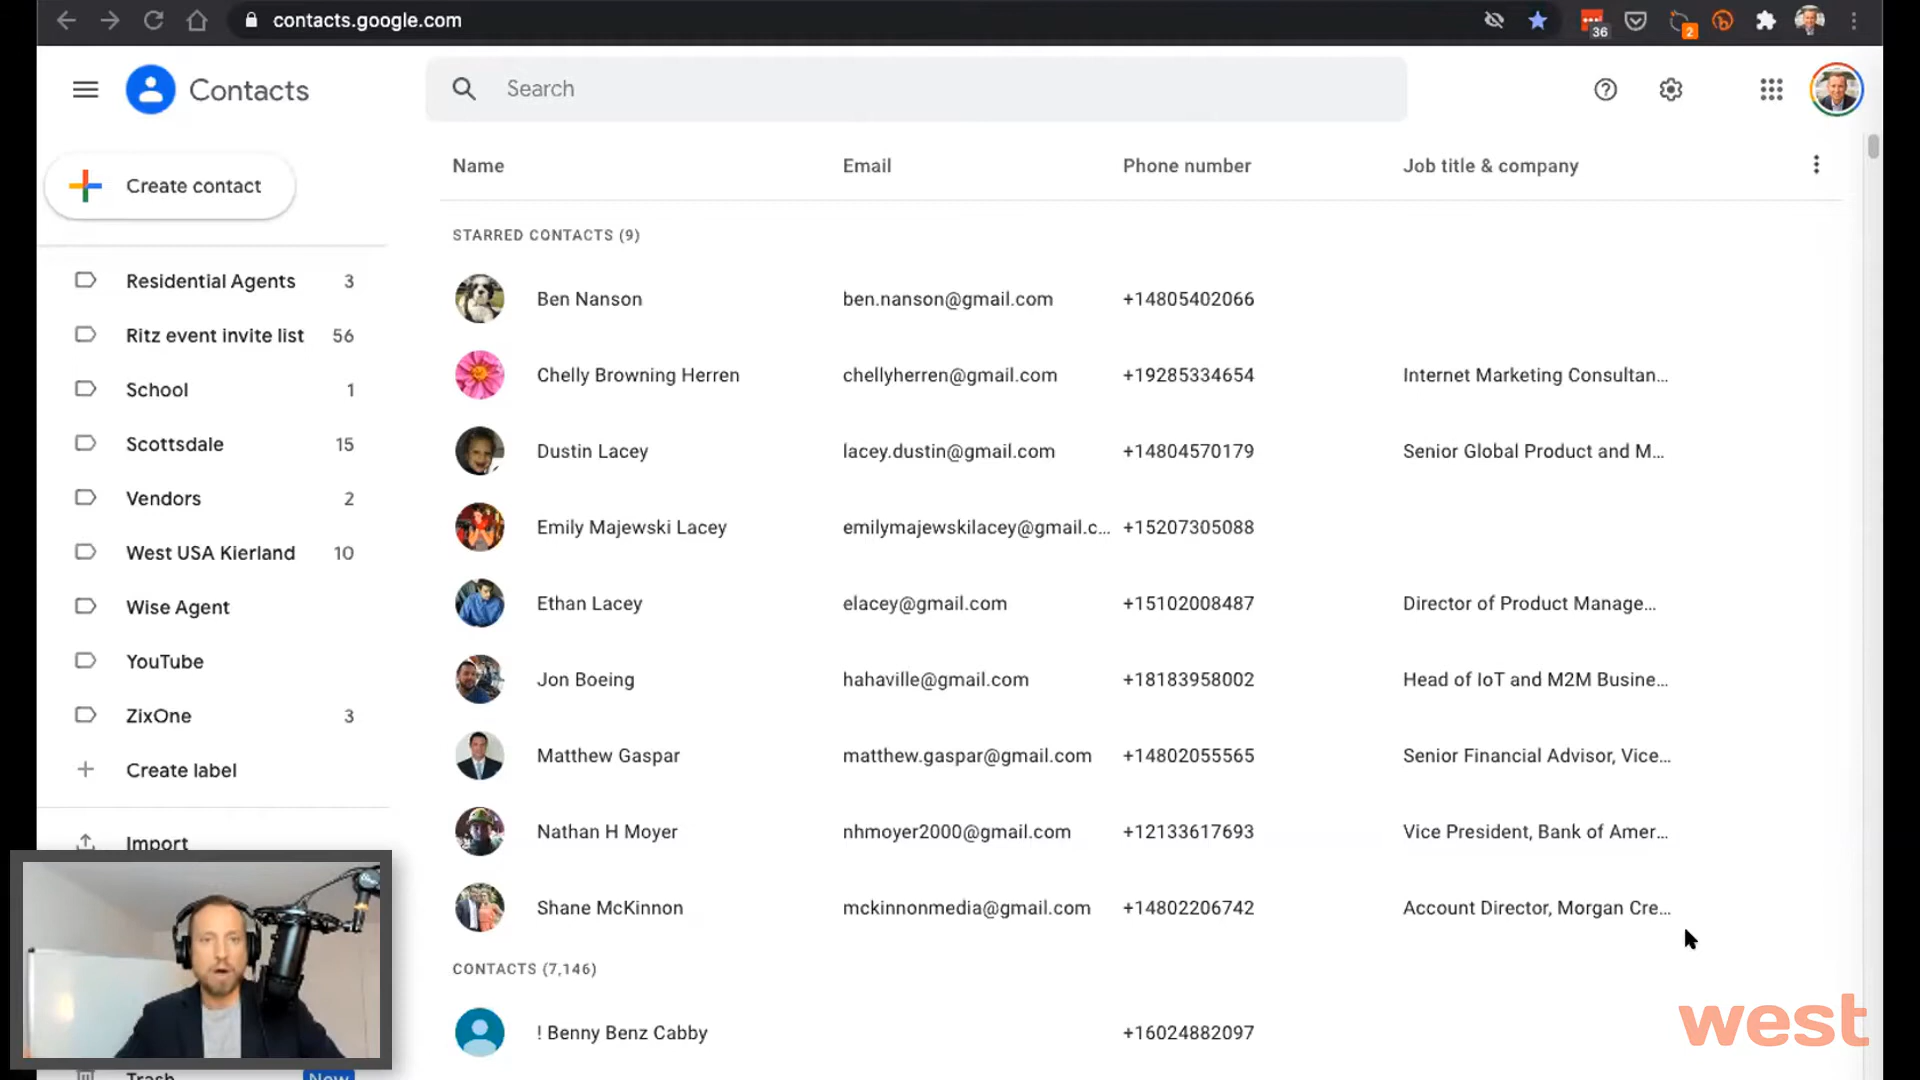 contacts.google.com
36
2
Contacts
Search
Create contact
Name Email Phone number Job title & company
STARRED CONTACTS (9)
Residential Agents 3
Ritz event invite list 56
School 1
Scottsdale 15
Vendors 2
West USA Kierland 10
Wise Agent
YouTube
ZixOne 3
Create label
Import
Trash New
Ben Nanson ben.nanson@gmail.com +14805402066
Chelly Browning Herren chellyherren@gmail.com +19285334654 Internet Marketing Consultan...
Dustin Lacey lacey.dustin@gmail.com +14804570179 Senior Global Product and M...
Emily Majewski Lacey emilymajewskilacey@gmail.c... +15207305088
Ethan Lacey elacey@gmail.com +15102008487 Director of Product Manage...
Jon Boeing hahaville@gmail.com +18183958002 Head of IoT and M2M Busine...
Matthew Gaspar matthew.gaspar@gmail.com +14802055565 Senior Financial Advisor, Vice...
Nathan H Moyer nhmoyer2000@gmail.com +12133617693 Vice President, Bank of Amer...
Shane McKinnon mckinnonmedia@gmail.com +14802206742 Account Director, Morgan Cre...
CONTACTS (7,146)
! Benny Benz Cabby +16024882097
west